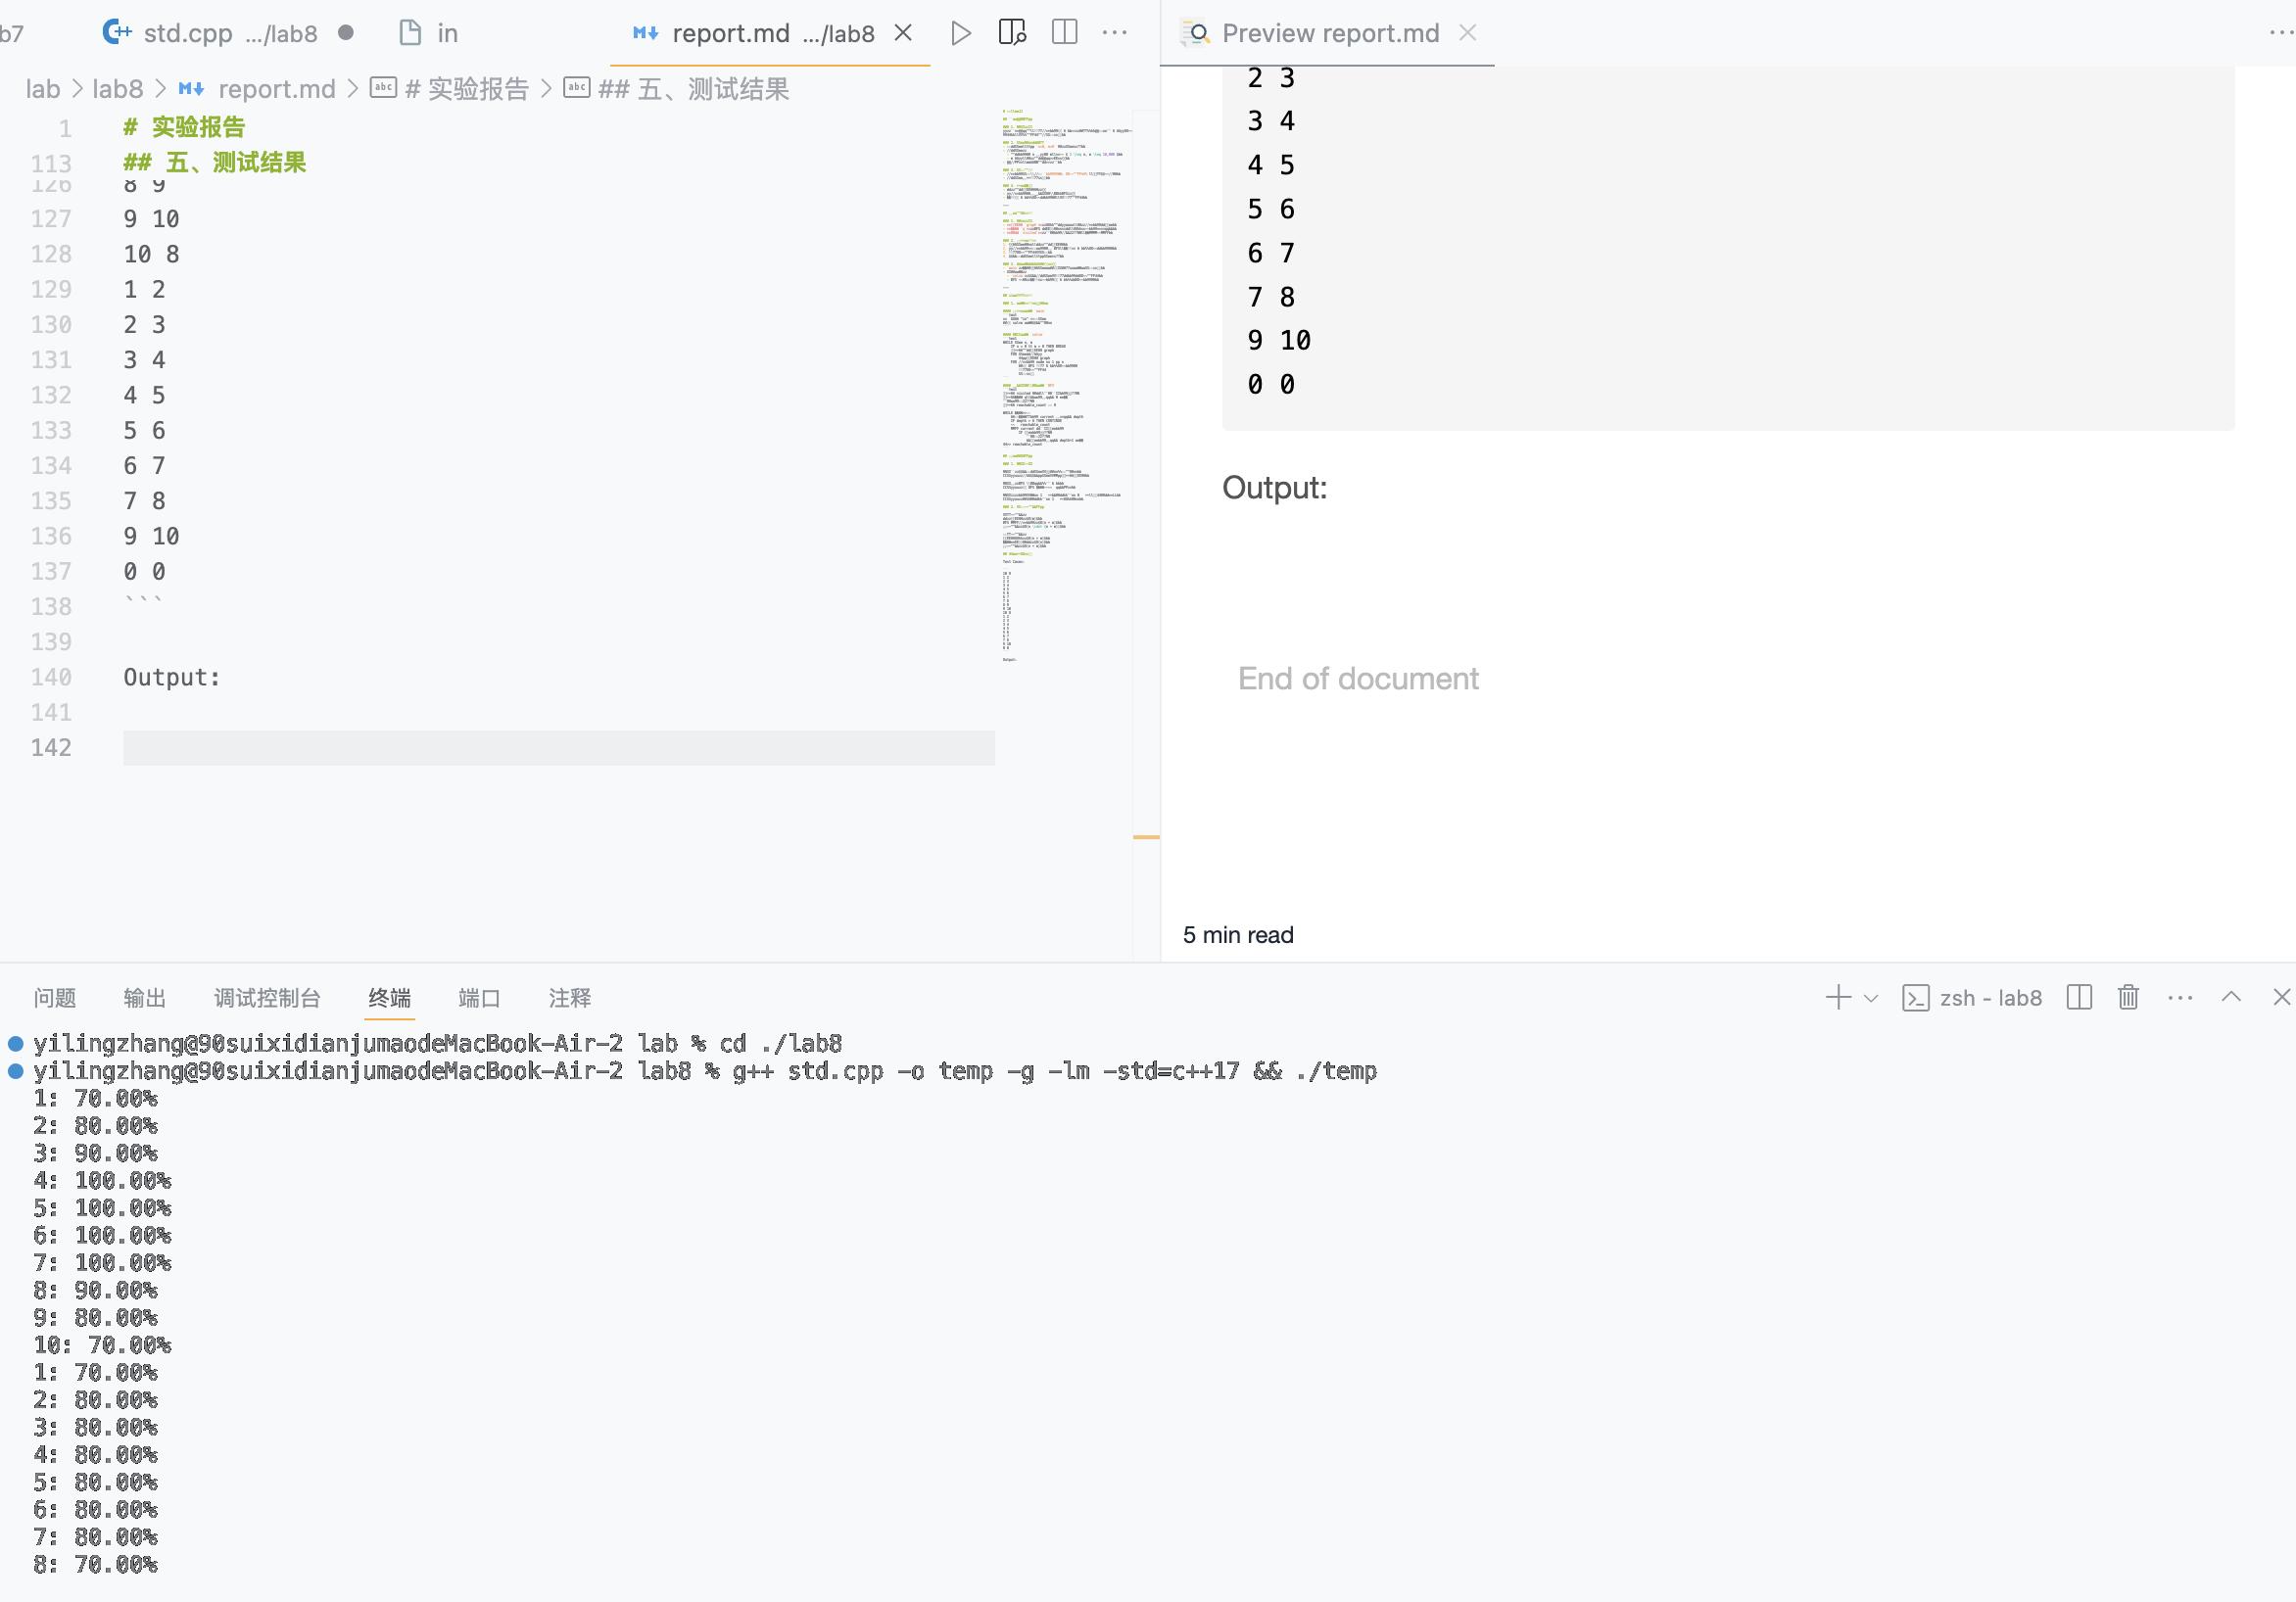 b7 std.cpp .../lab8 in report.md .../lab8 Preview report.md
lab lab8 report.md # 实验报告 ## 五、测试结果
1 # 实验报告
113 ## 五、测试结果
126 8 9
127 9 10
128 10 8
129 1 2
130 2 3
131 3 4
132 4 5
133 5 6
134 6 7
135 7 8
136 9 10
137 0 0
138 ```
139
140 Output:
141
142
2 3
3 4
4 5
5 6
6 7
7 8
9 10
0 0
Output:
End of document
5 min read
问题 输出 调试控制台 终端 端口 注释 zsh - lab8
yilingzhang@90suixidianjumaodeMacBook-Air-2 lab % cd ./lab8
yilingzhang@90suixidianjumaodeMacBook-Air-2 lab8 % g++ std.cpp -o temp -g -lm -std=c++17 && ./temp
1: 70.00%
2: 80.00%
3: 90.00%
4: 100.00%
5: 100.00%
6: 100.00%
7: 100.00%
8: 90.00%
9: 80.00%
10: 70.00%
1: 70.00%
2: 80.00%
3: 80.00%
4: 80.00%
5: 80.00%
6: 80.00%
7: 80.00%
8: 70.00%